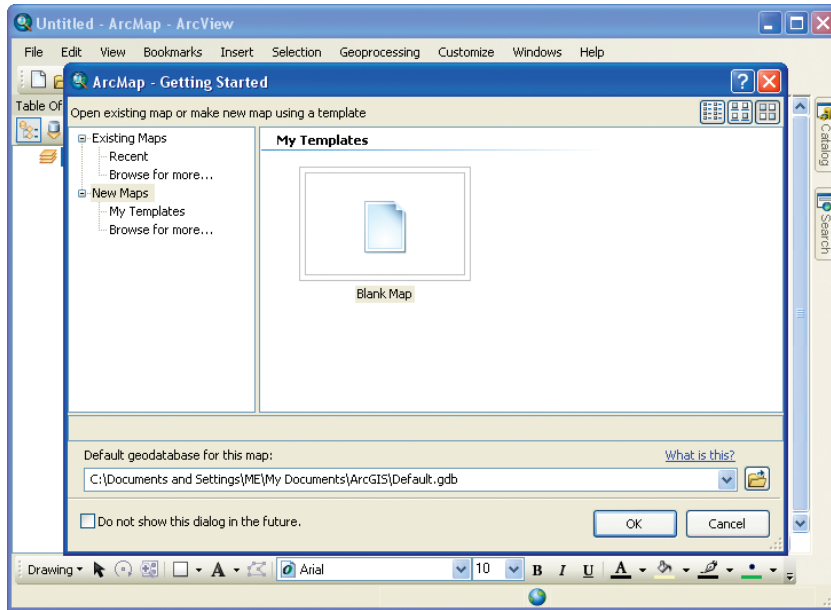 Untitled - ArcMap - ArcView
File Edit View Bookmarks Insert Selection Geoprocessing Customize Windows Help
ArcMap - Getting Started
Table Of
Open existing map or make new map using a template
Existing Maps
Recent
Browse for more...
New Maps
My Templates
Browse for more...
My Templates
Blank Map
Catalog
Search
Default geodatabase for this map:
What is this?
C:\Documents and Settings\ME\My Documents\ArcGIS\Default.gdb
Do not show this dialog in the future.
OK
Cancel
Drawing A Arial 10 B I U A